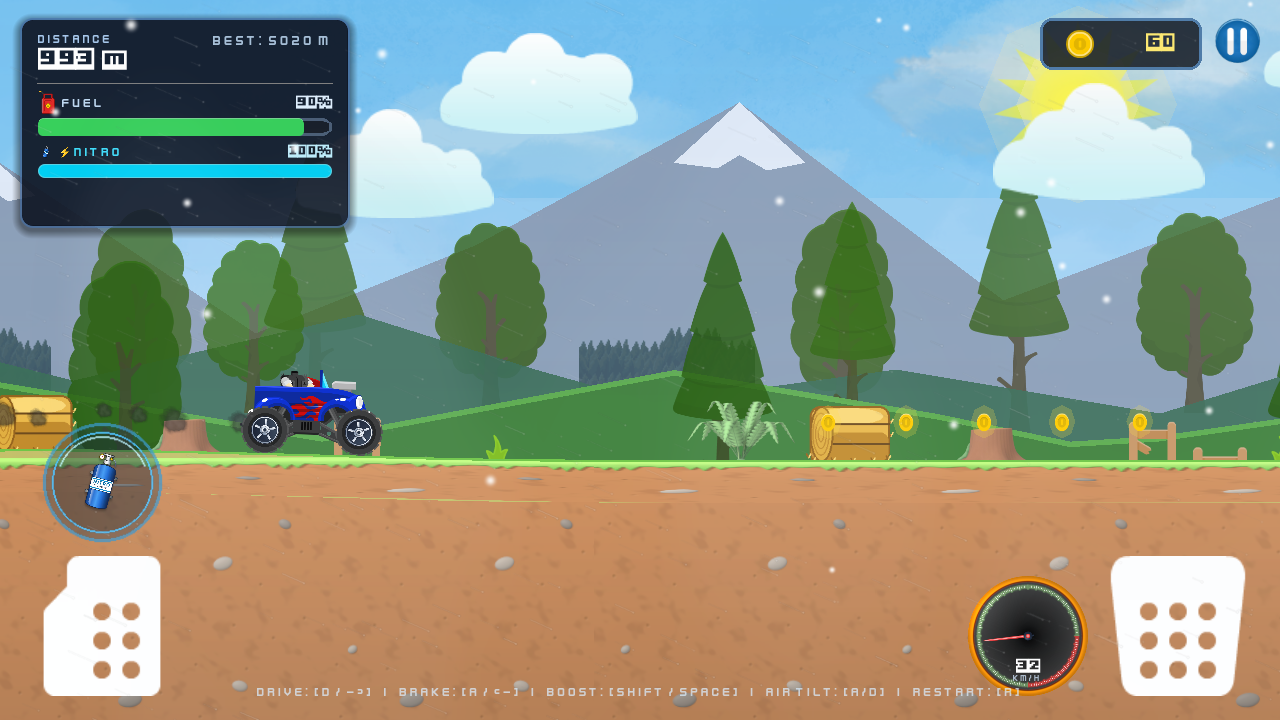 DISTANCE
993 m
BEST: 5020 M
FUEL
90%
NITRO
100%
60
32
KM/H
DRIVE: [D / ->] | BRAKE: [A / <-] | BOOST: [SHIFT / SPACE] | AIR TILT: [A/D] | RESTART: [R]